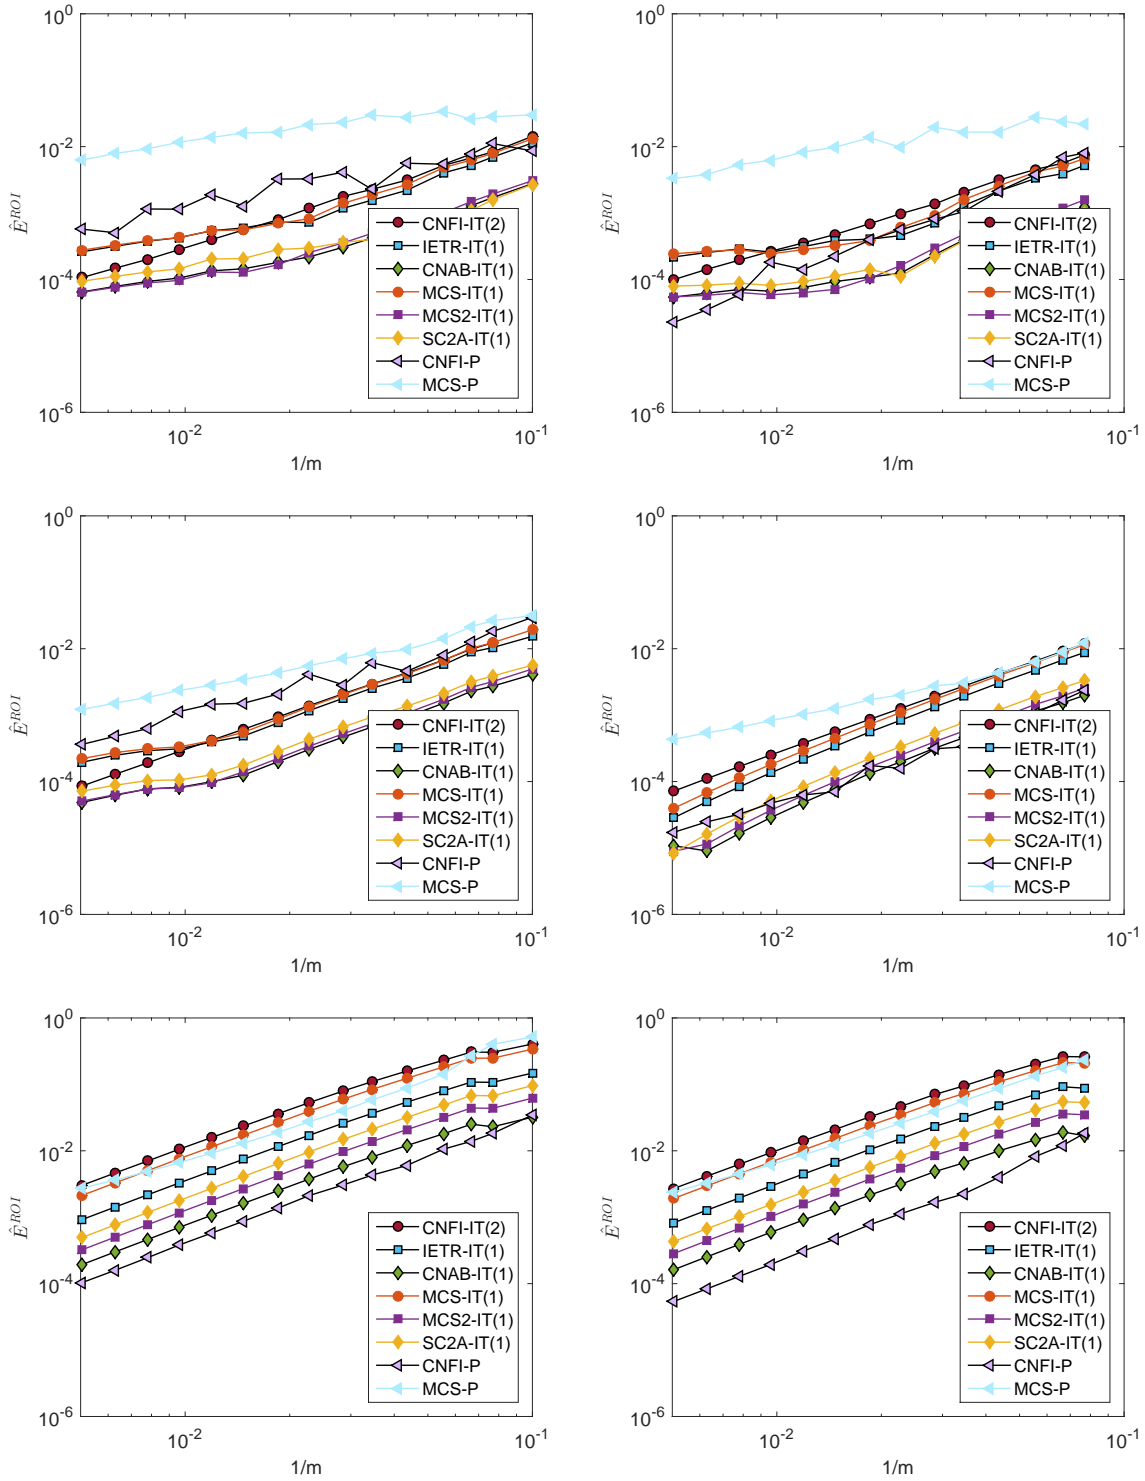 10^0
10^-2
10^-4
10^-6
Ê^ROI
10^-2
10^-1
1/m
CNFI-IT(2)
IETR-IT(1)
CNAB-IT(1)
MCS-IT(1)
MCS2-IT(1)
SC2A-IT(1)
CNFI-P
MCS-P
10^0
10^-2
10^-4
10^-6
Ê^ROI
10^-2
10^-1
1/m
CNFI-IT(2)
IETR-IT(1)
CNAB-IT(1)
MCS-IT(1)
MCS2-IT(1)
SC2A-IT(1)
CNFI-P
MCS-P
10^0
10^-2
10^-4
10^-6
Ê^ROI
10^-2
10^-1
1/m
CNFI-IT(2)
IETR-IT(1)
CNAB-IT(1)
MCS-IT(1)
MCS2-IT(1)
SC2A-IT(1)
CNFI-P
MCS-P
10^0
10^-2
10^-4
10^-6
Ê^ROI
10^-2
10^-1
1/m
CNFI-IT(2)
IETR-IT(1)
CNAB-IT(1)
MCS-IT(1)
MCS2-IT(1)
SC2A-IT(1)
CNFI-P
MCS-P
10^0
10^-2
10^-4
10^-6
Ê^ROI
10^-2
10^-1
1/m
CNFI-IT(2)
IETR-IT(1)
CNAB-IT(1)
MCS-IT(1)
MCS2-IT(1)
SC2A-IT(1)
CNFI-P
MCS-P
10^0
10^-2
10^-4
10^-6
Ê^ROI
10^-2
10^-1
1/m
CNFI-IT(2)
IETR-IT(1)
CNAB-IT(1)
MCS-IT(1)
MCS2-IT(1)
SC2A-IT(1)
CNFI-P
MCS-P